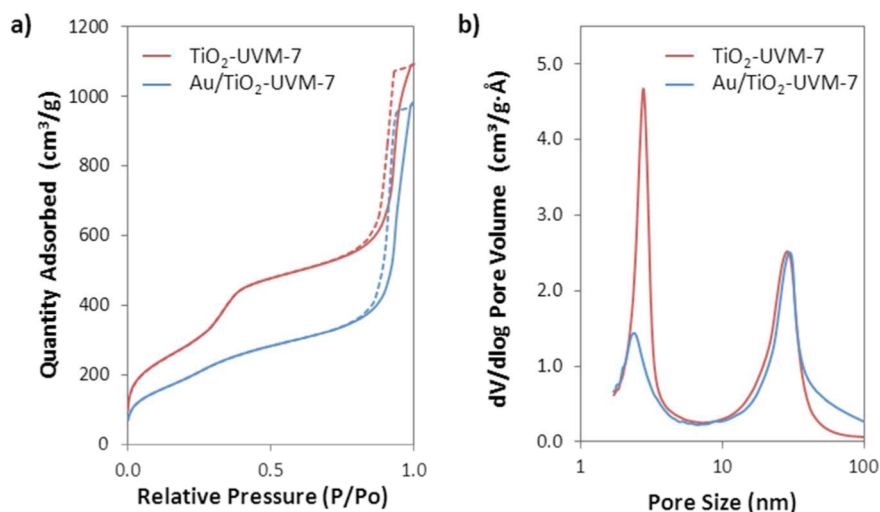 a)
1200
1000
800
600
400
200
0
0.0
0.5
1.0
Quantity Adsorbed (cm³/g)
Relative Pressure (P/Po)
TiO₂-UVM-7
Au/TiO₂-UVM-7
b)
5.0
4.0
3.0
2.0
1.0
0.0
1
10
100
dV/dlog Pore Volume (cm³/g·Å)
Pore Size (nm)
TiO₂-UVM-7
Au/TiO₂-UVM-7